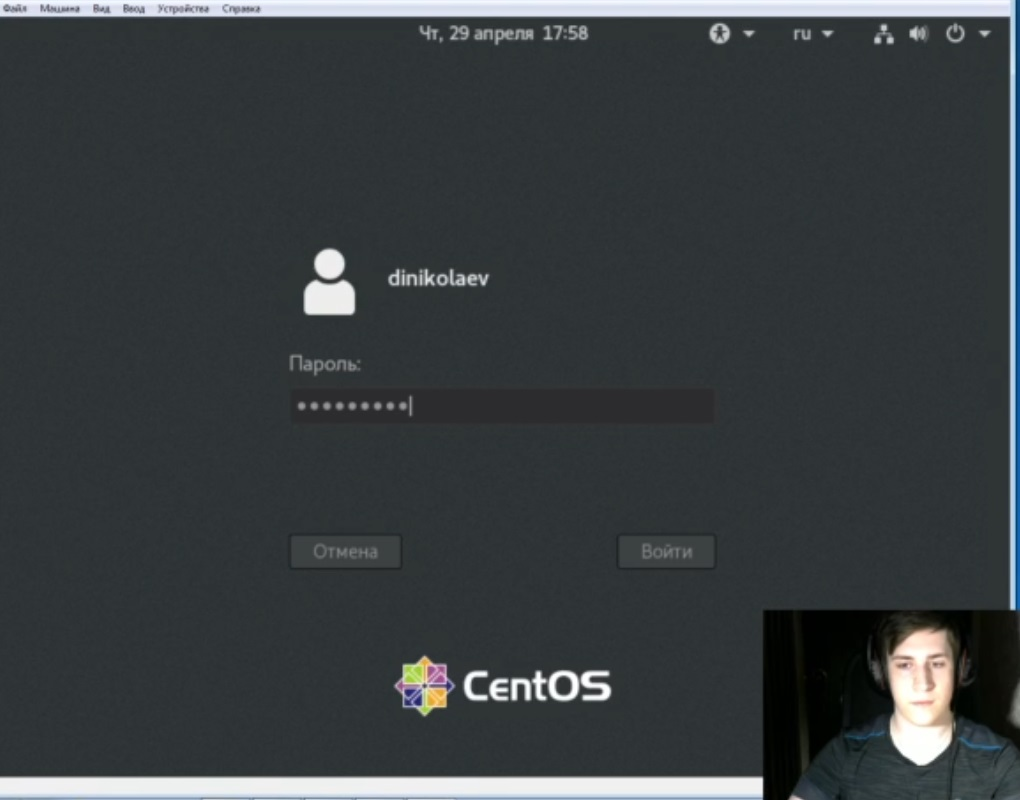 Файл Машина Вид Ввод Устройства Справка
Чт, 29 апреля 17:58
ru
dinikolaev
Пароль:
Отмена
Войти
CentOS